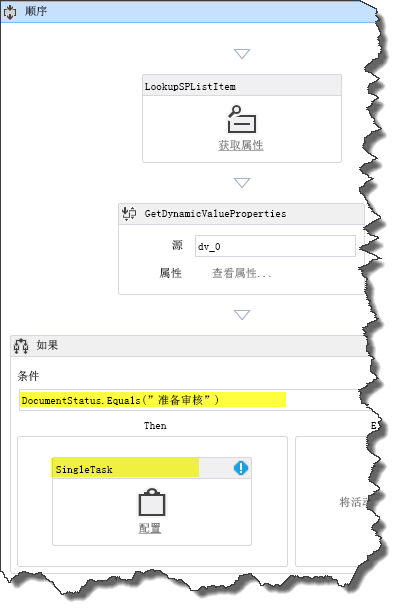 顺序
LookupSPListItem
获取属性
GetDynamicValueProperties
源 dv_0
属性 查看属性...
如果
条件
DocumentStatus.Equals(”准备审核”)
Then E
SingleTask
将活
配置